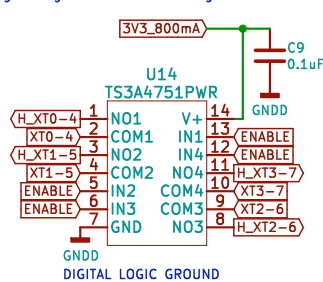 3V3_800mA
C9
0.1uF
GNDD
U14
TS3A4751PWR
H_XT0-4 1 NO1 V+ 14
XT0-4 2 COM1 IN1 13 ENABLE
H_XT1-5 3 NO2 IN4 12 ENABLE
XT1-5 4 COM2 NO4 11 H_XT3-7
ENABLE 5 IN2 COM4 10 XT3-7
ENABLE 6 IN3 COM3 9 XT2-6
7 GND NO3 8 H_XT2-6
GNDD
DIGITAL LOGIC GROUND